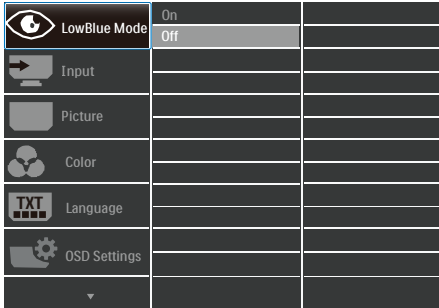 LowBlue Mode
On
Off
Input
Picture
Color
TXT
Language
OSD Settings